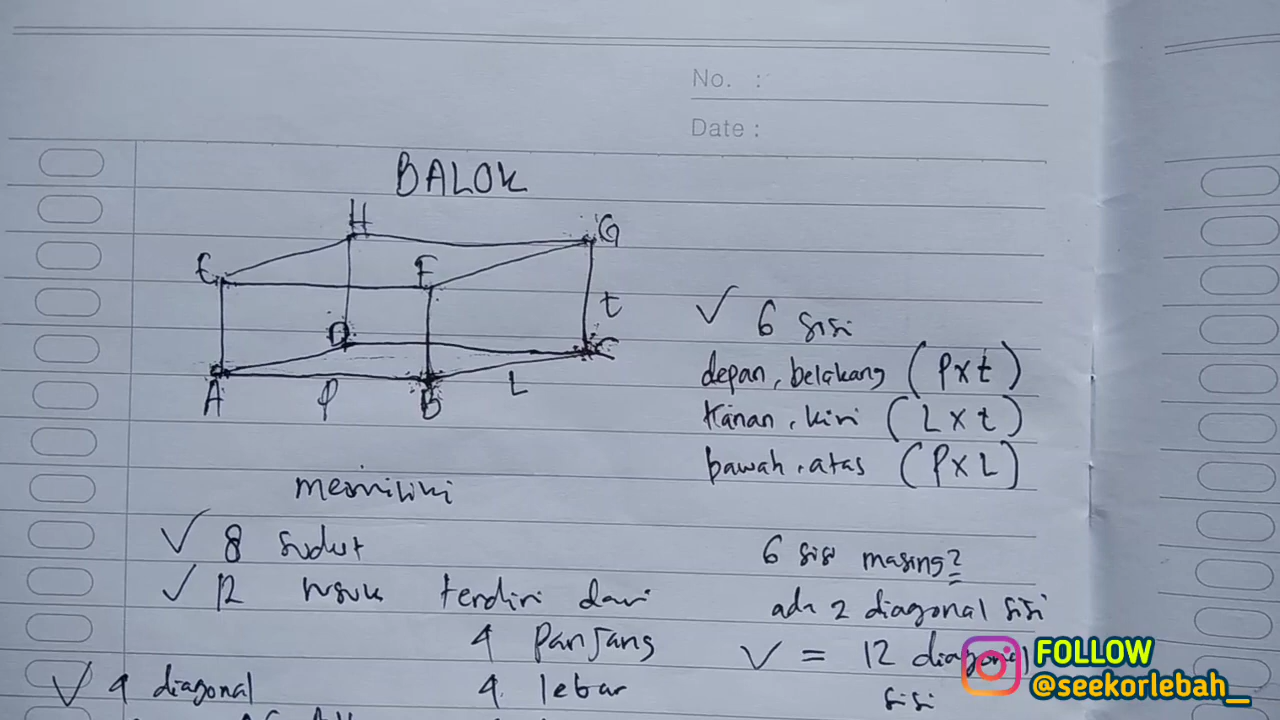 No. :
Date :
BALOK
H
G
E
F
t
D
C
A
P
B
L
✓ 6 sisi
depan, belakang (P x t)
kanan, kiri (L x t)
bawah, atas (P x L)
memiliki
✓ 8 sudut
✓ 12 rusuk terdiri dari
4 panjang
✓ 4 diagonal
4 lebar
6 sisi masing2
ada 2 diagonal sisi
✓ = 12 diagonal
sisi
FOLLOW
@seekorlebah_